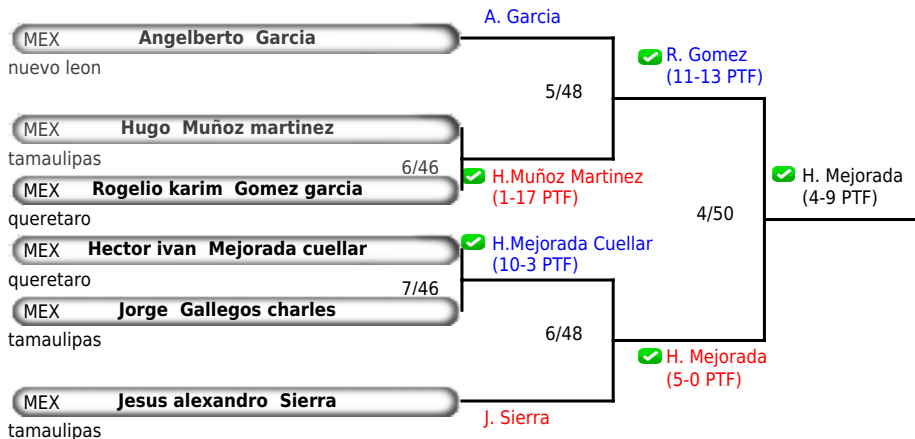 A. Garcia
MEX Angelberto Garcia
nuevo leon
R. Gomez
(11-13 PTF)
5/48
MEX Hugo Muñoz martinez
tamaulipas
6/46
H.Muñoz Martinez
(1-17 PTF)
MEX Rogelio karim Gomez garcia
queretaro
H. Mejorada
(4-9 PTF)
4/50
MEX Hector ivan Mejorada cuellar
queretaro
H.Mejorada Cuellar
(10-3 PTF)
7/46
MEX Jorge Gallegos charles
tamaulipas
6/48
H. Mejorada
(5-0 PTF)
MEX Jesus alexandro Sierra
tamaulipas
J. Sierra